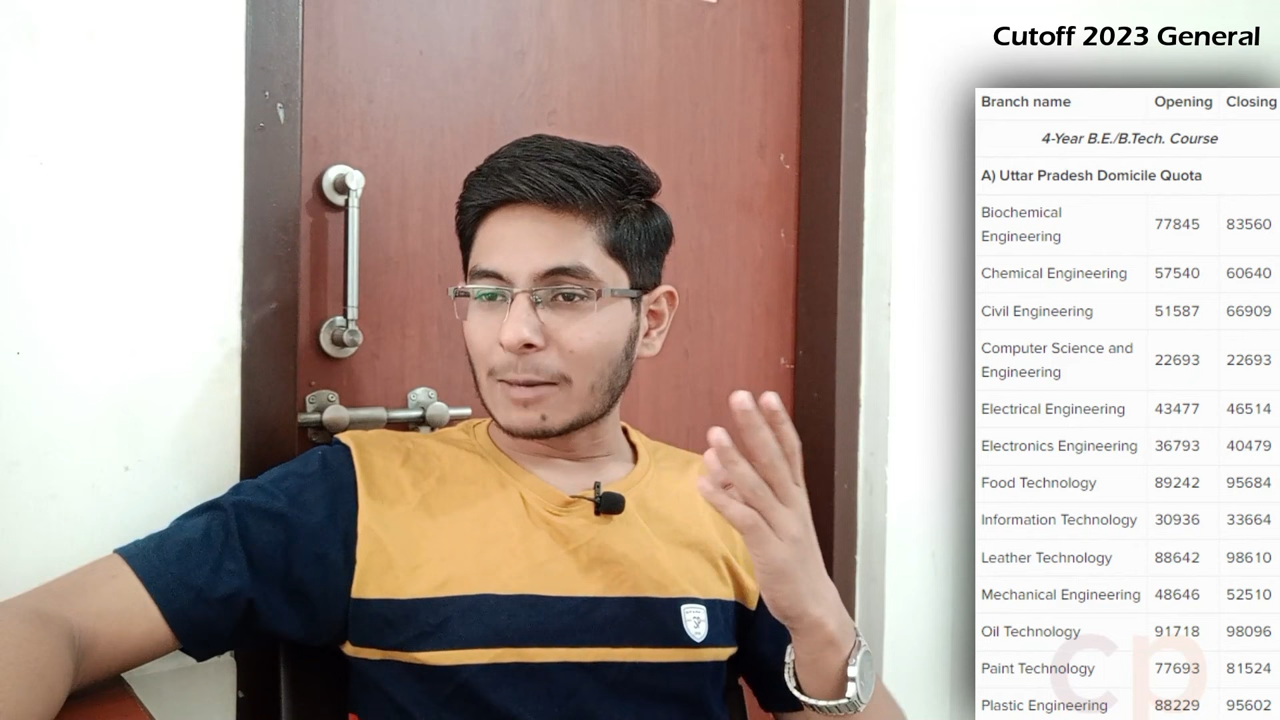 Cutoff 2023 General
Branch name Opening Closing
4-Year B.E./B.Tech. Course
A) Uttar Pradesh Domicile Quota
Biochemical
Engineering 77845 83560
Chemical Engineering 57540 60640
Civil Engineering 51587 66909
Computer Science and
Engineering 22693 22693
Electrical Engineering 43477 46514
Electronics Engineering 36793 40479
Food Technology 89242 95684
Information Technology 30936 33664
Leather Technology 88642 98610
Mechanical Engineering 48646 52510
Oil Technology 91718 98096
Paint Technology 77693 81524
Plastic Engineering 88229 95602
cp